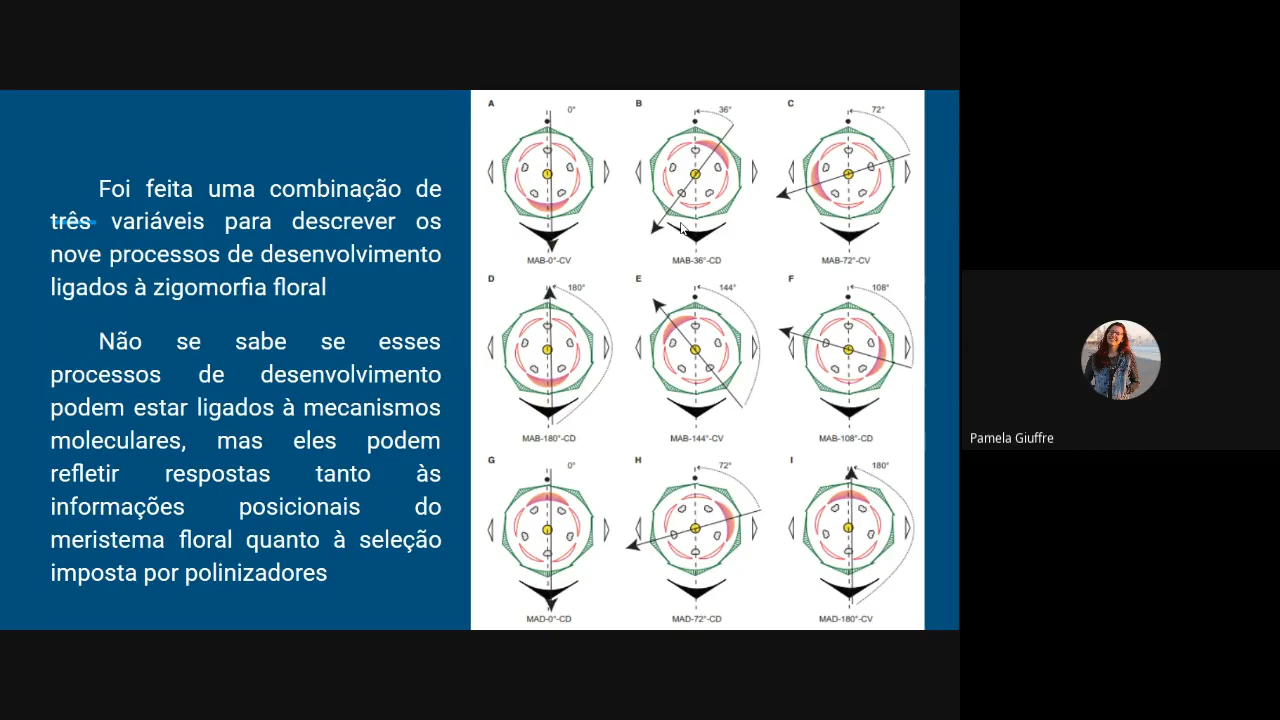 Foi feita uma combinação de
três variáveis para descrever os
nove processos de desenvolvimento
ligados à zigomorfia floral
Não se sabe se esses
processos de desenvolvimento
podem estar ligados à mecanismos
moleculares, mas eles podem
refletir respostas tanto às
informações posicionais do
meristema floral quanto à seleção
imposta por polinizadores
A 0°
B 36°
C 72°
MAB-0°-CV
MAB-36°-CD
MAB-72°-CV
D 180°
E 144°
F 108°
MAB-180°-CD
MAB-144°-CV
MAB-108°-CD
G 0°
H 72°
I 180°
MAD-0°-CD
MAD-72°-CD
MAD-180°-CV
Pamela Giuffre